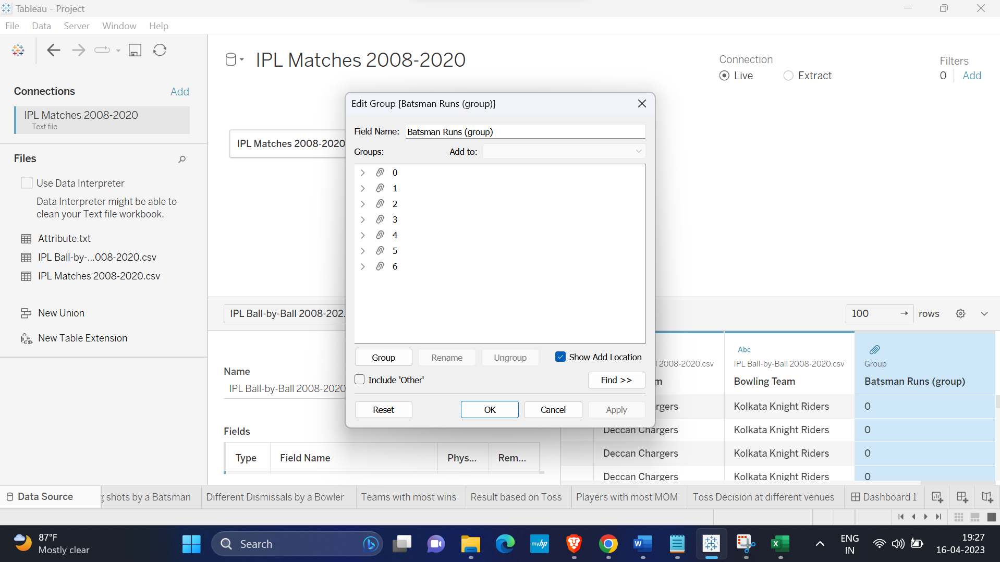 Tableau - Project
File Data Server Window Help
IPL Matches 2008-2020
Connection
Live
Extract
Filters
0
Add
Connections
Add
IPL Matches 2008-2020
Text file
Files
Use Data Interpreter
Data Interpreter might be able to
clean your Text file workbook.
Attribute.txt
IPL Ball-by-...008-2020.csv
IPL Matches 2008-2020.csv
New Union
New Table Extension
IPL Matches 2008-2020
Edit Group [Batsman Runs (group)]
Field Name:
Batsman Runs (group)
Groups:
Add to:
0
1
2
3
4
5
6
Group
Rename
Ungroup
Show Add Location
Include 'Other'
Find >>
Reset
OK
Cancel
Apply
IPL Ball-by-Ball 2008-202.
100
rows
Name
IPL Ball-by-Ball 2008-2020
Fields
Type
Field Name
Phys...
Rem...
2008-2020.csv
m
Abc
IPL Ball-by-Ball 2008-2020.csv
Bowling Team
Group
Batsman Runs (group)
rgers
Kolkata Knight Riders
0
Deccan Chargers
Kolkata Knight Riders
0
Deccan Chargers
Kolkata Knight Riders
0
Deccan Chargers
Kolkata Knight Riders
0
Data Source
shots by a Batsman
Different Dismissals by a Bowler
Teams with most wins
Result based on Toss
Players with most MOM
Toss Decision at different venues
Dashboard 1
87°F
Mostly clear
Search
myhp
W
X
ENG
IN
19:27
16-04-2023